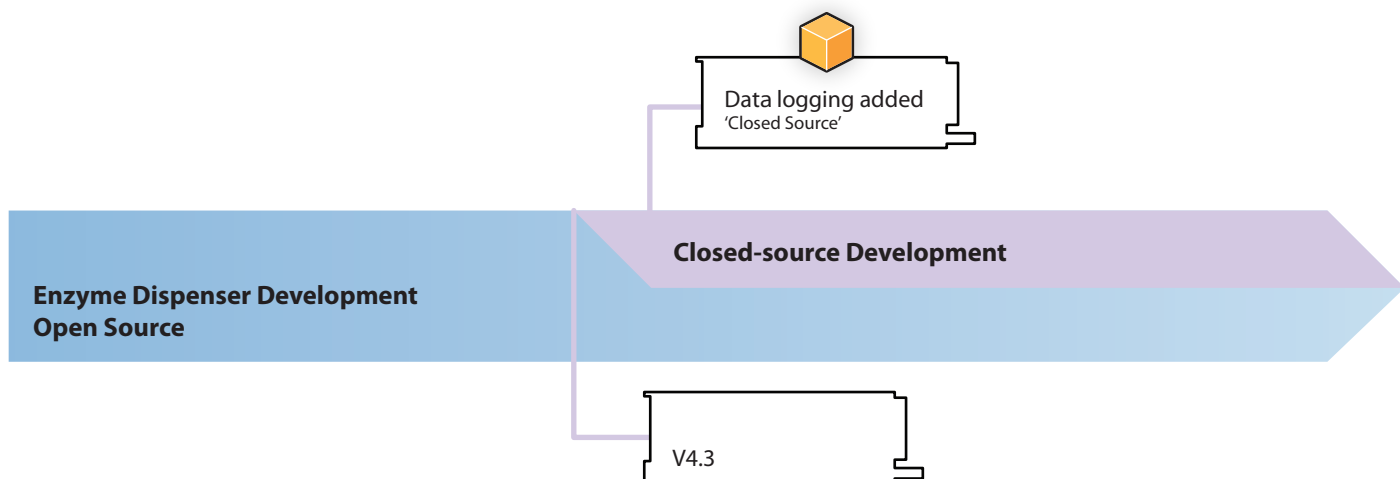 Data logging added
‘Closed Source’
Closed-source Development
Enzyme Dispenser Development
Open Source
V4.3